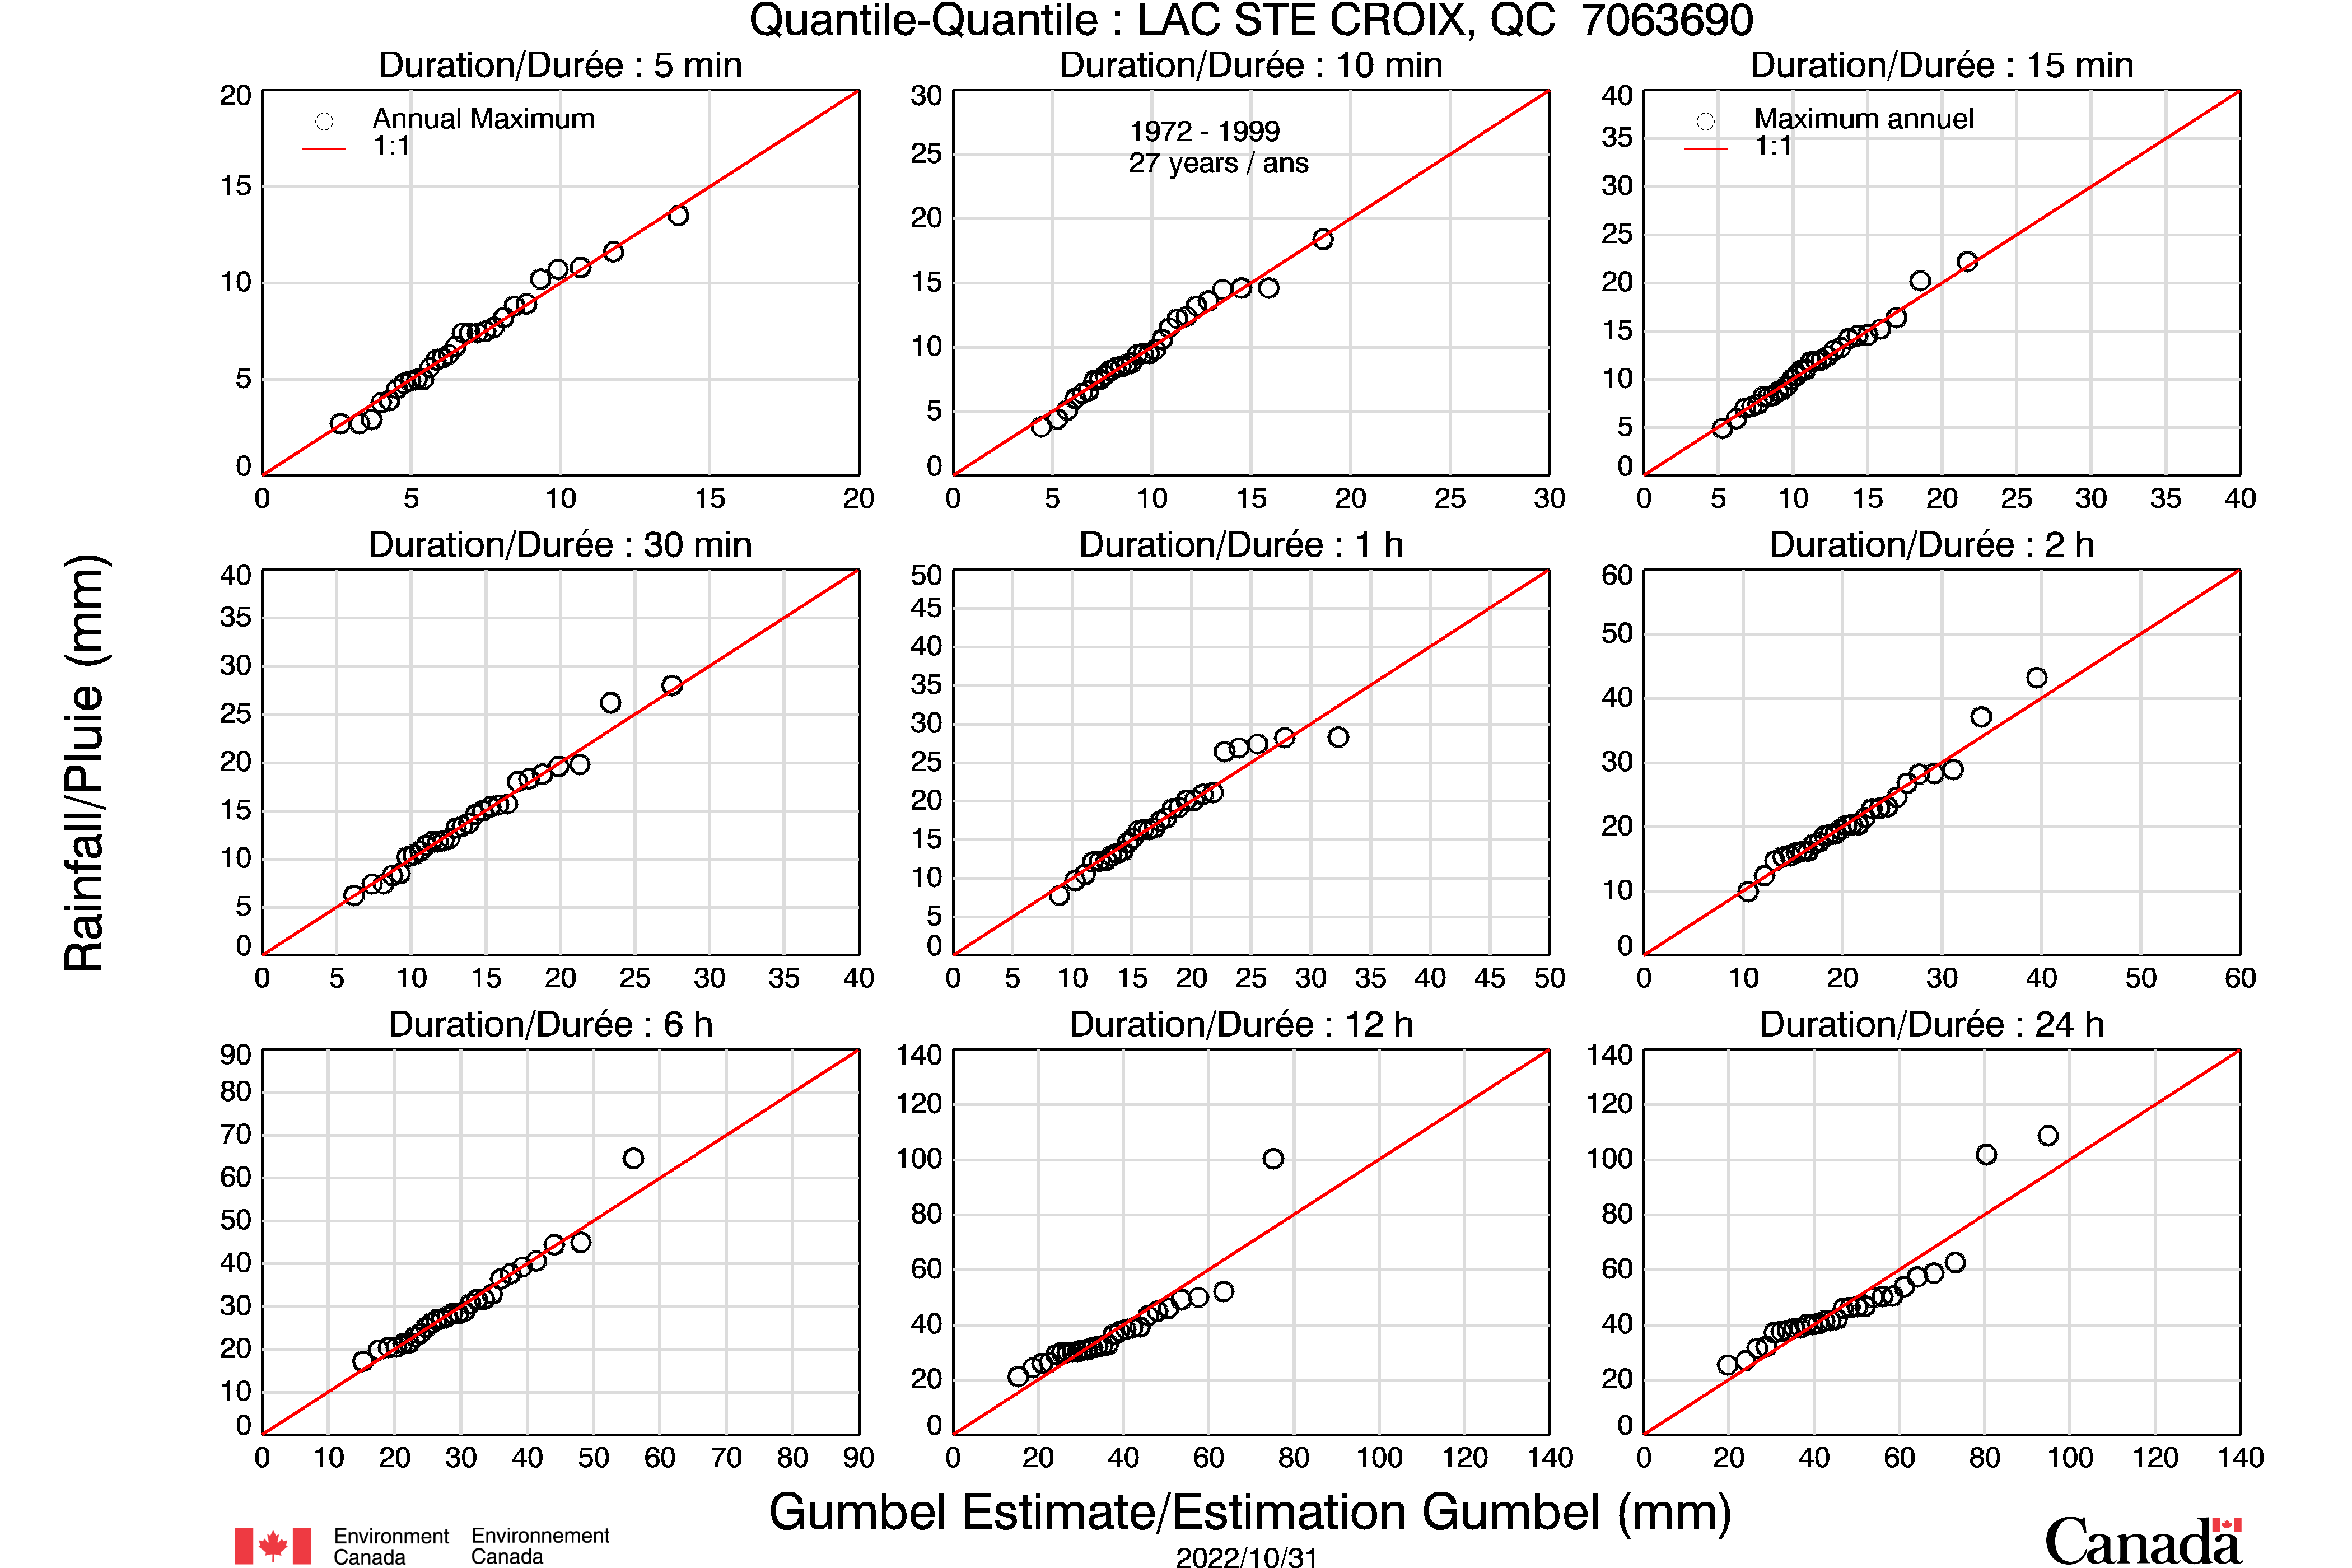 Quantile-Quantile : LAC STE CROIX, QC  7063690
Duration/Durée : 5 min
20
15
10
5
0
0 5 10 15 20
Annual Maximum
1:1
Duration/Durée : 10 min
30
25
20
15
10
5
0
0 5 10 15 20 25 30
1972 - 1999
27 years / ans
Duration/Durée : 15 min
40
35
30
25
20
15
10
5
0
0 5 10 15 20 25 30 35 40
Maximum annuel
1:1
Rainfall/Pluie (mm)
Duration/Durée : 30 min
40
35
30
25
20
15
10
5
0
0 5 10 15 20 25 30 35 40
Duration/Durée : 1 h
50
45
40
35
30
25
20
15
10
5
0
0 5 10 15 20 25 30 35 40 45 50
Duration/Durée : 2 h
60
50
40
30
20
10
0
0 10 20 30 40 50 60
Duration/Durée : 6 h
90
80
70
60
50
40
30
20
10
0
0 10 20 30 40 50 60 70 80 90
Duration/Durée : 12 h
140
120
100
80
60
40
20
0
0 20 40 60 80 100 120 140
Duration/Durée : 24 h
140
120
100
80
60
40
20
0
0 20 40 60 80 100 120 140
Gumbel Estimate/Estimation Gumbel (mm)
Environment Canada
Environnement Canada
2022/10/31
Canada